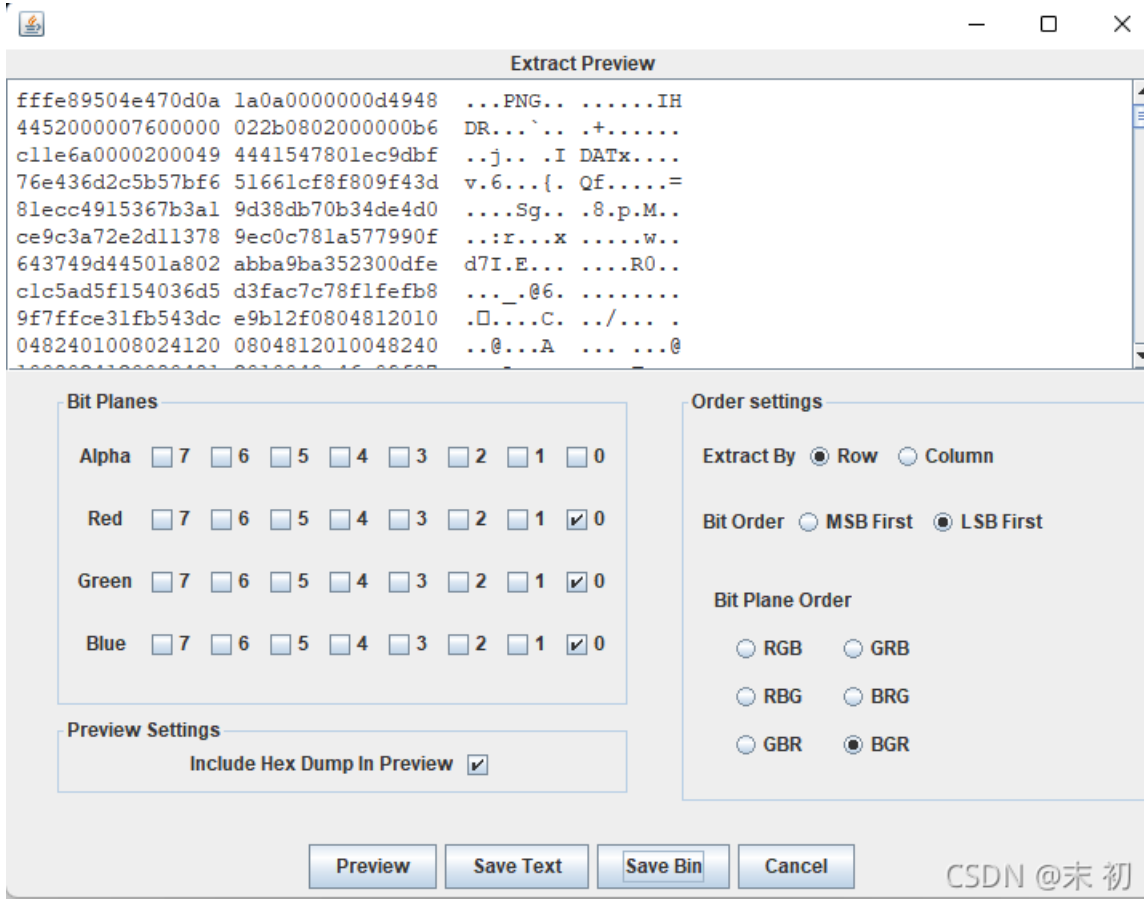 Extract Preview
fffe89504e470d0a 1a0a0000000d4948 ...PNG.. ......IH
4452000007600000 022b0802000000b6 DR...`.. .+......
c11e6a0000200049 4441547801ec9dbf ..j.. .I DATx....
76e436d2c5b57bf6 51661cf8f809f43d v.6...{. Qf.....=
81ecc4915367b3a1 9d38db70b34de4d0 ....Sg.. .8.p.M..
ce9c3a72e2d11378 9ec0c781a577990f ..:r...x .....w..
643749d44501a802 abba9ba352300dfe d7I.E... ....R0..
c1c5ad5f154036d5 d3fac7c78f1fefb8 ..._.@6. ........
9f7ffce31fb543dc e9b12f0804812010 .□....C. ../... .
0482401008024120 0804812010048240 ..@...A  ... ...@
Bit Planes
Alpha 7 6 5 4 3 2 1 0
Red 7 6 5 4 3 2 1 0
Green 7 6 5 4 3 2 1 0
Blue 7 6 5 4 3 2 1 0
Preview Settings
Include Hex Dump In Preview
Order settings
Extract By Row Column
Bit Order MSB First LSB First
Bit Plane Order
RGB GRB
RBG BRG
GBR BGR
Preview Save Text Save Bin Cancel
CSDN @末 初